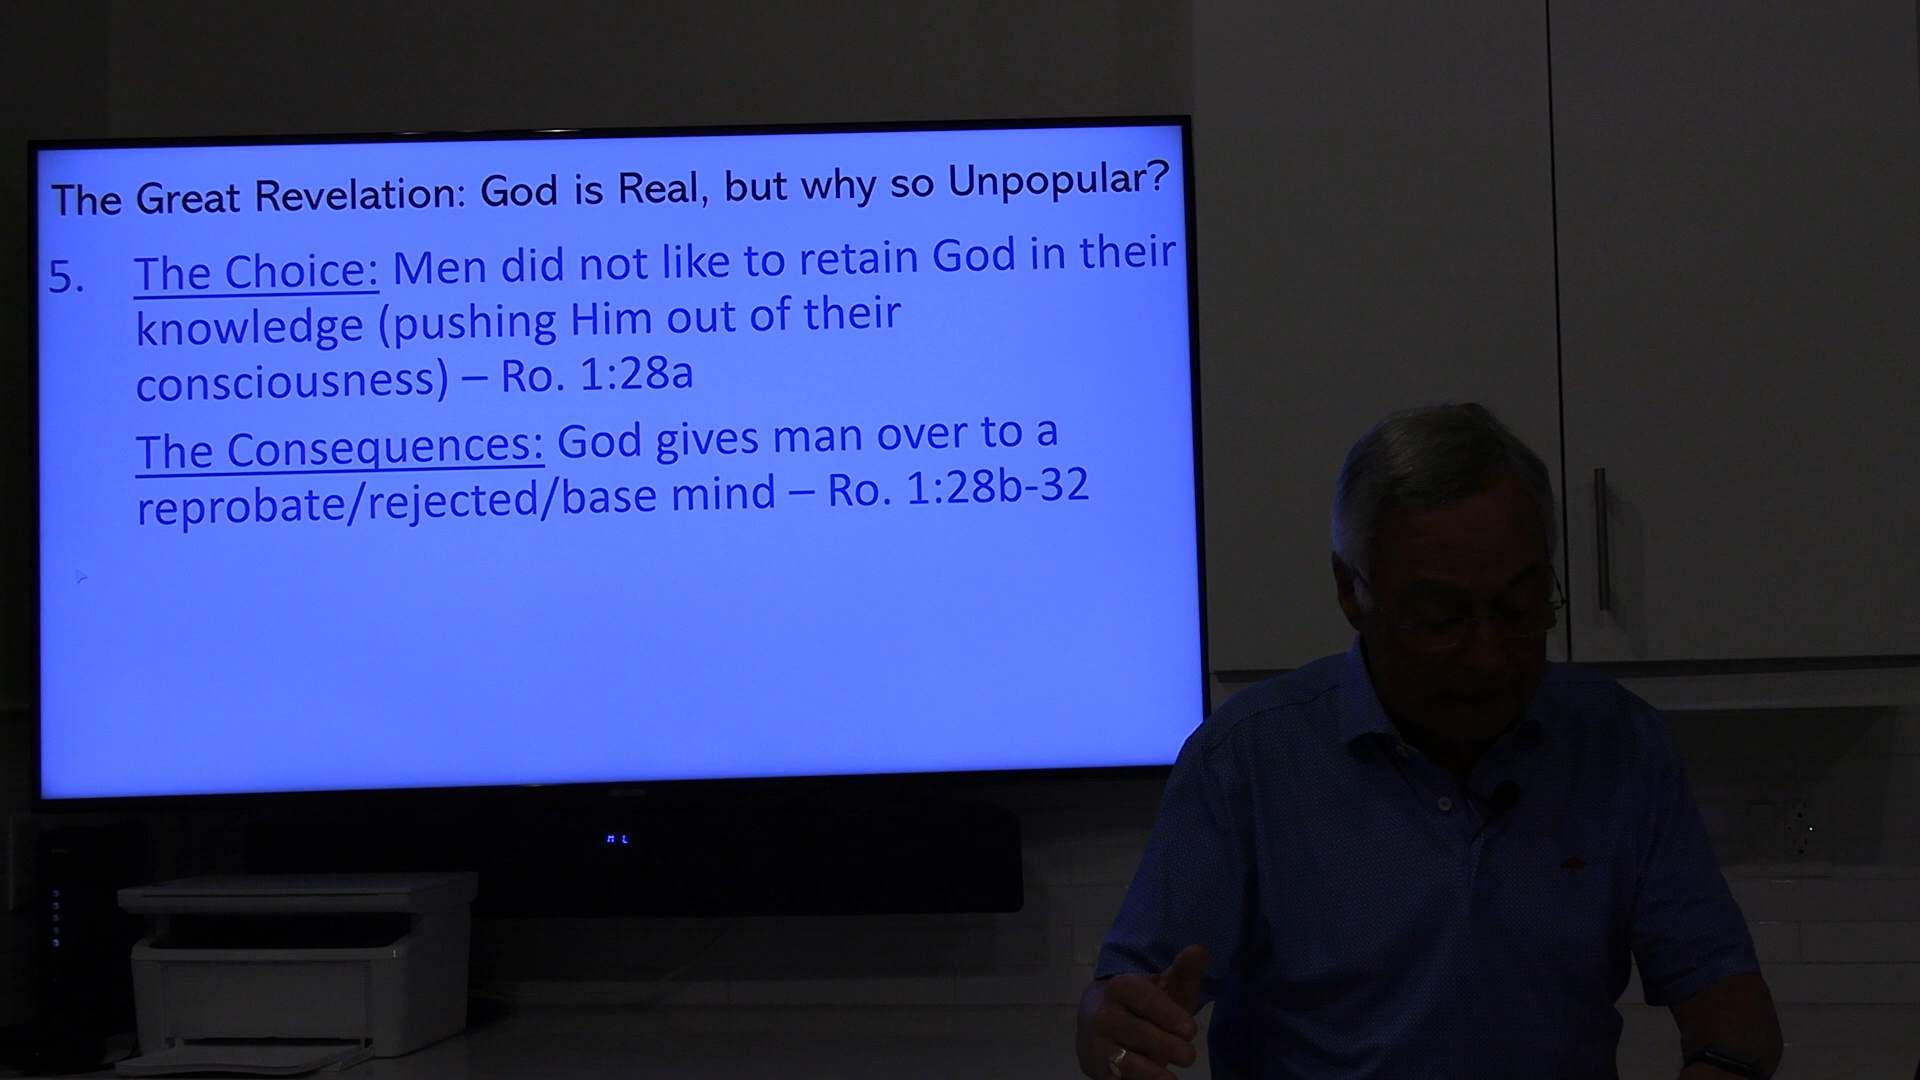 The Great Revelation: God is Real, but why so Unpopular?
5. The Choice: Men did not like to retain God in their
knowledge (pushing Him out of their
consciousness) – Ro. 1:28a
The Consequences: God gives man over to a
reprobate/rejected/base mind – Ro. 1:28b-32